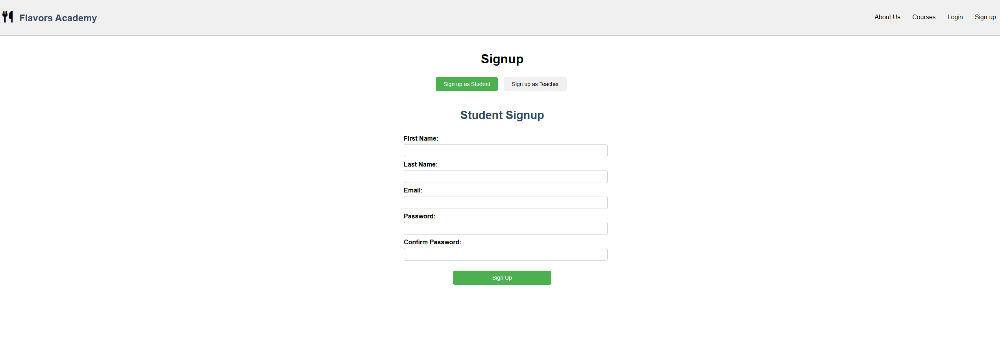 Flavors Academy
About Us Courses Login Sign up
Signup
Sign up as Student Sign up as Teacher
Student Signup
First Name:
Last Name:
Email:
Password:
Confirm Password:
Sign Up